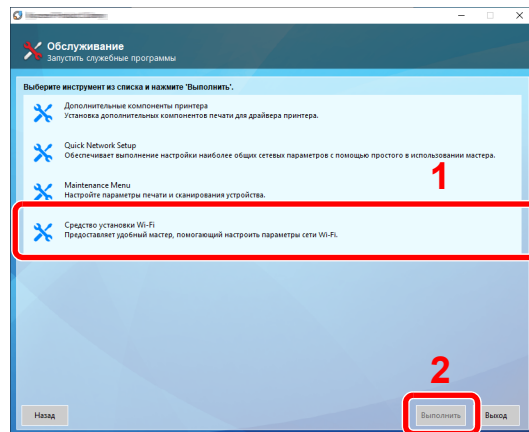 Обслуживание
Запустить служебные программы
Выберите инструмент из списка и нажмите 'Выполнить'.
Дополнительные компоненты принтера
Установка дополнительных компонентов печати для драйвера принтера.
Quick Network Setup
Обеспечивает выполнение настройки наиболее общих сетевых параметров с помощью простого в использовании мастера.
1
Maintenance Menu
Настройте параметры печати и сканирования устройства.
Средство установки Wi-Fi
Предоставляет удобный мастер, помогающий настроить параметры сети Wi-Fi.
2
Назад
Выполнить
Выход